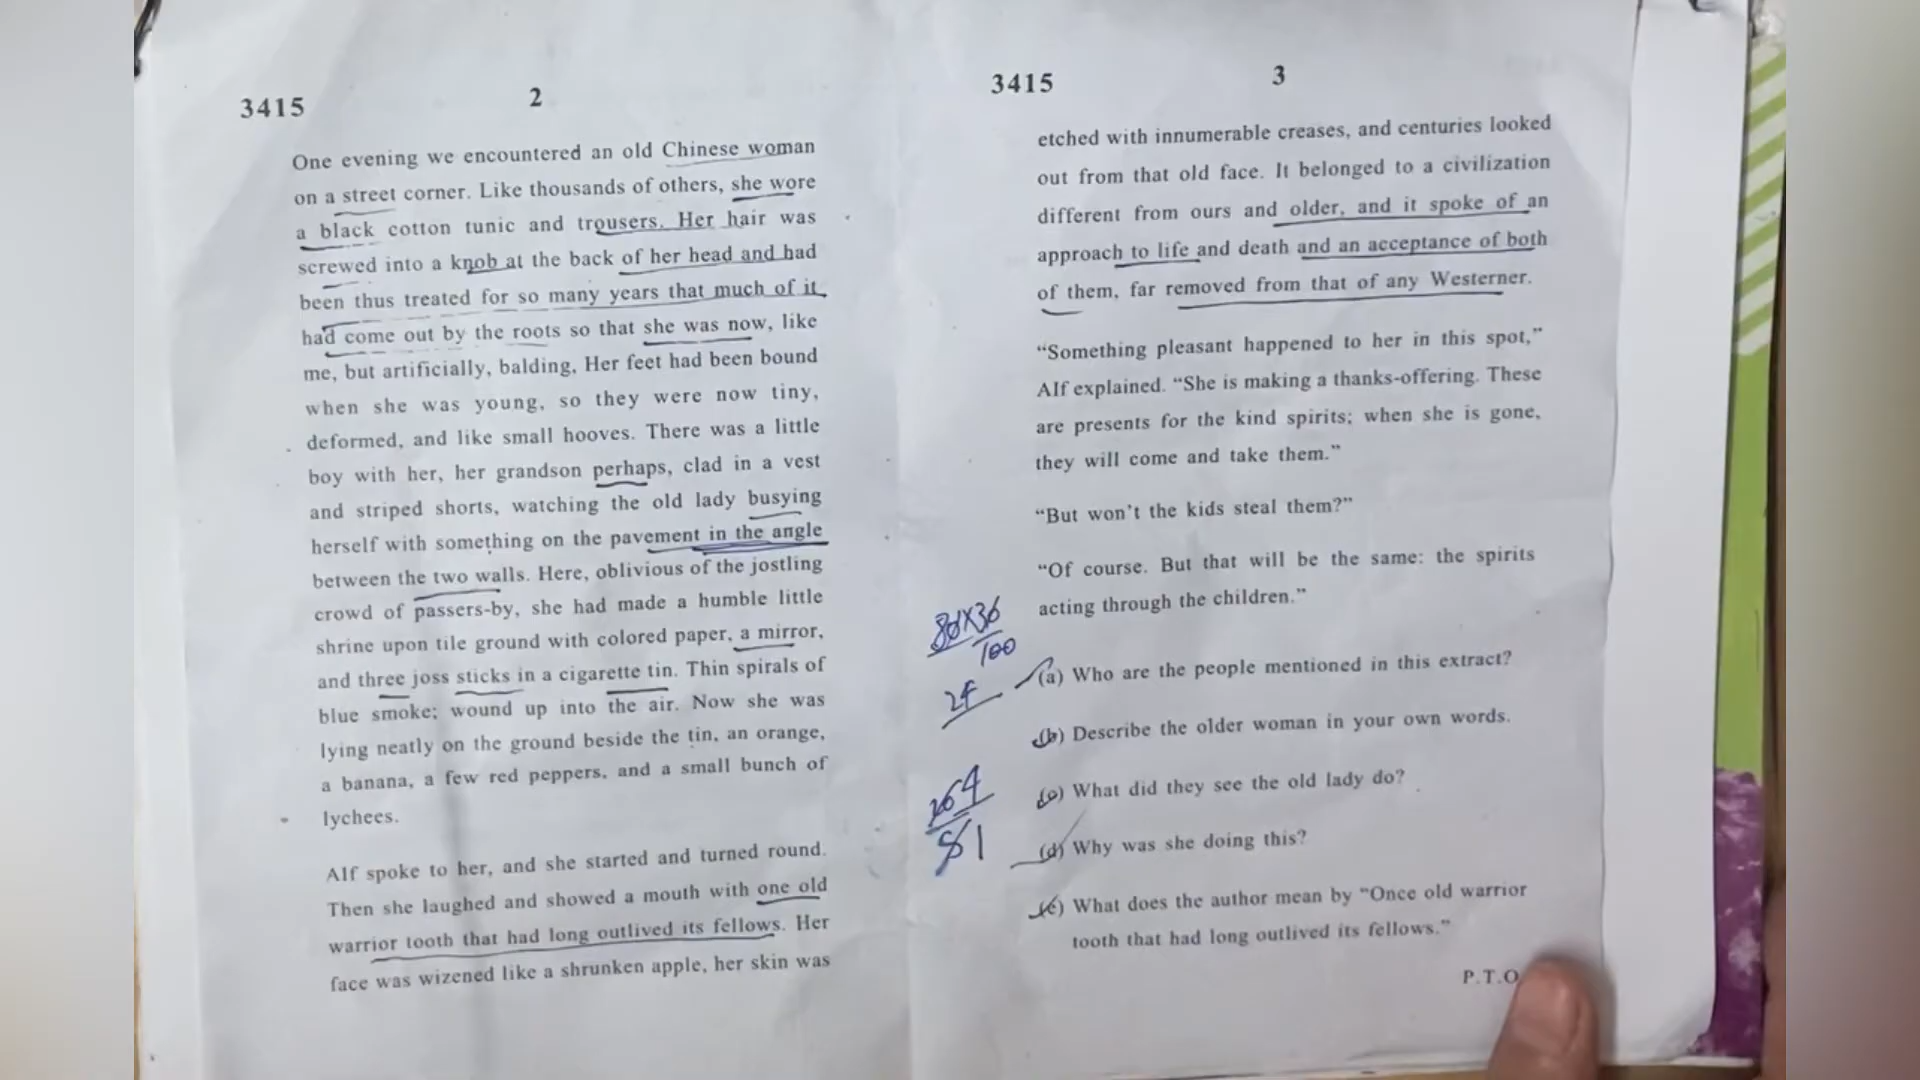 3415
2
One evening we encountered an old Chinese woman
on a street corner. Like thousands of others, she wore
a black cotton tunic and trousers. Her hair was
screwed into a knob at the back of her head and had
been thus treated for so many years that much of it
had come out by the roots so that she was now, like
me, but artificially, balding, Her feet had been bound
when she was young, so they were now tiny,
deformed, and like small hooves. There was a little
boy with her, her grandson perhaps, clad in a vest
and striped shorts, watching the old lady busying
herself with something on the pavement in the angle
between the two walls. Here, oblivious of the jostling
crowd of passers-by, she had made a humble little
shrine upon tile ground with colored paper, a mirror,
and three joss sticks in a cigarette tin. Thin spirals of
blue smoke; wound up into the air. Now she was
lying neatly on the ground beside the tin, an orange,
a banana, a few red peppers, and a small bunch of
lychees.
Alf spoke to her, and she started and turned round.
Then she laughed and showed a mouth with one old
warrior tooth that had long outlived its fellows. Her
face was wizened like a shrunken apple, her skin was
3415
3
etched with innumerable creases, and centuries looked
out from that old face. It belonged to a civilization
different from ours and older, and it spoke of an
approach to life and death and an acceptance of both
of them, far removed from that of any Westerner.
“Something pleasant happened to her in this spot,”
Alf explained. “She is making a thanks-offering. These
are presents for the kind spirits; when she is gone,
they will come and take them.”
“But won't the kids steal them?”
“Of course. But that will be the same: the spirits
acting through the children.”
(a) Who are the people mentioned in this extract?
(b) Describe the older woman in your own words.
(c) What did they see the old lady do?
(d) Why was she doing this?
(e) What does the author mean by “Once old warrior
tooth that had long outlived its fellows.”
P.T.O